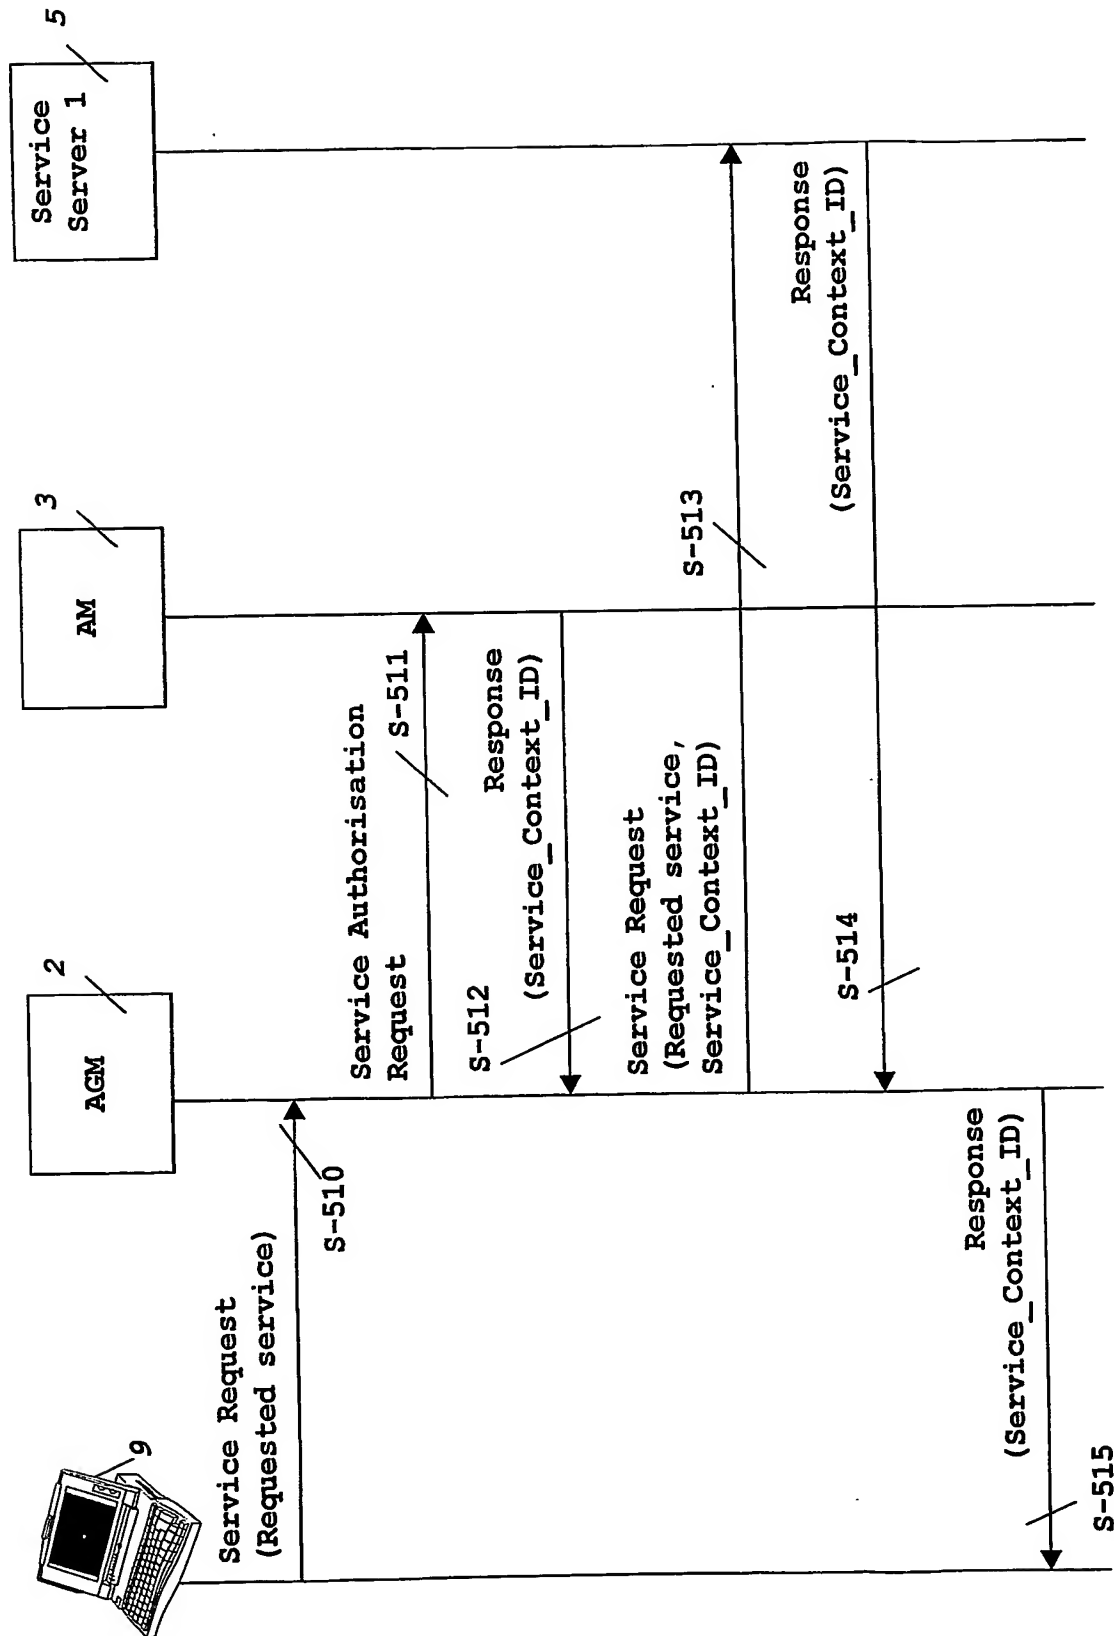 9
AGM
2
AM
3
Service
Server 1
5
Service Request
(Requested service)
S-510
Service Authorisation
Request
S-511
S-512
Response
(Service_Context_ID)
Service Request
(Requested service,
Service_Context_ID)
S-513
S-514
Response
(Service_Context_ID)
S-515
Response
(Service_Context_ID)